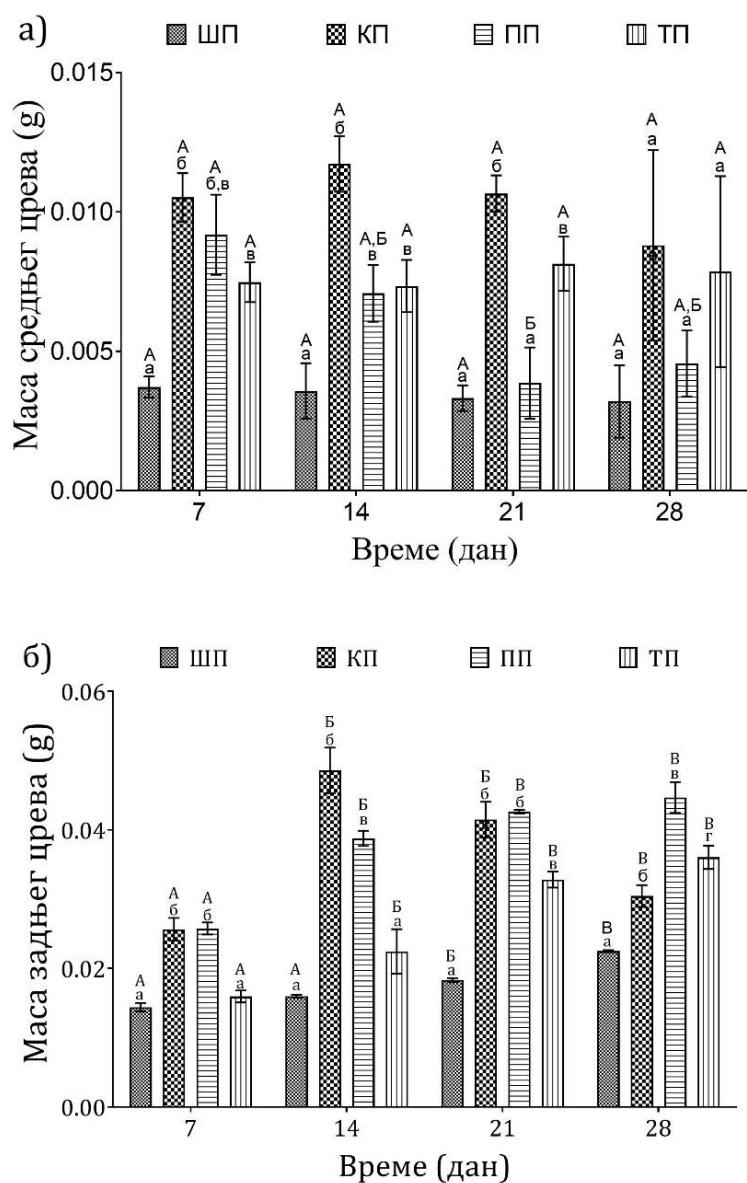 а)
ШП КП ПП ТП
Маса средњег црева (g)
0.015
0.010
0.005
0.000
А
а
А
б
А
б,в
А
в
А
а
А
б
А,Б
в
А
в
А
а
А
б
Б
а
А
в
А
а
А
а
А,Б
а
А
а
7 14 21 28
Време (дан)
б)
ШП КП ПП ТП
Маса задњег црева (g)
0.06
0.04
0.02
0.00
А
а
А
б
А
б
А
а
А
а
Б
б
Б
в
Б
а
Б
а
Б
б
В
б
В
в
В
а
В
б
В
в
В
г
7 14 21 28
Време (дан)